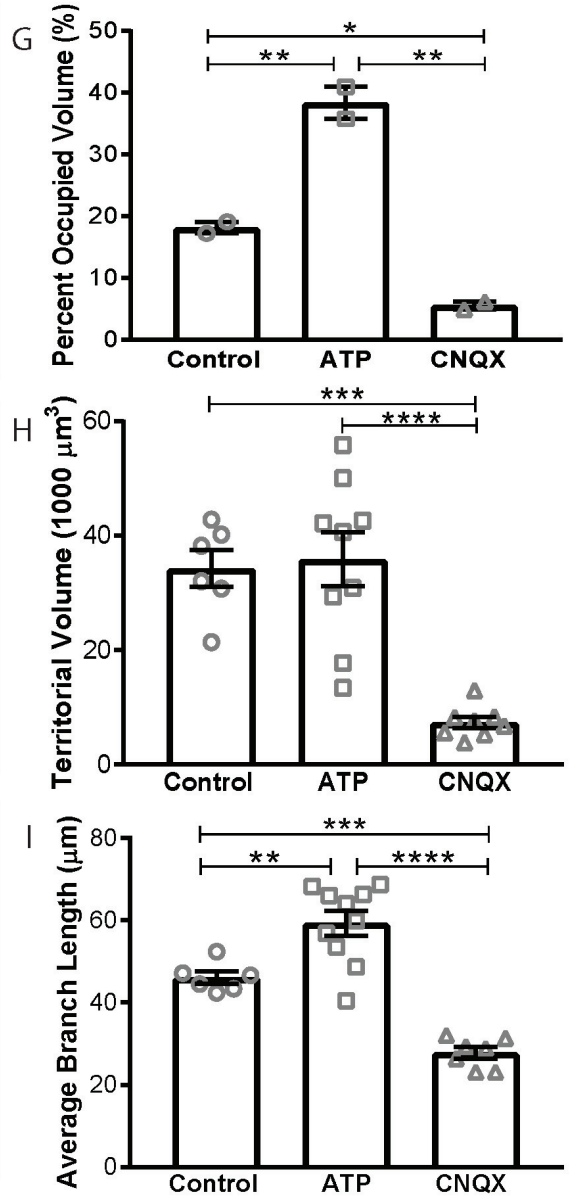 G
Percent Occupied Volume (%)
50
40
30
20
10
0
*
**
**
Control ATP CNQX
H
Territorial Volume (1000 μm³)
60
40
20
0
***
****
Control ATP CNQX
I
Average Branch Length (μm)
80
60
40
20
0
***
**
****
Control ATP CNQX